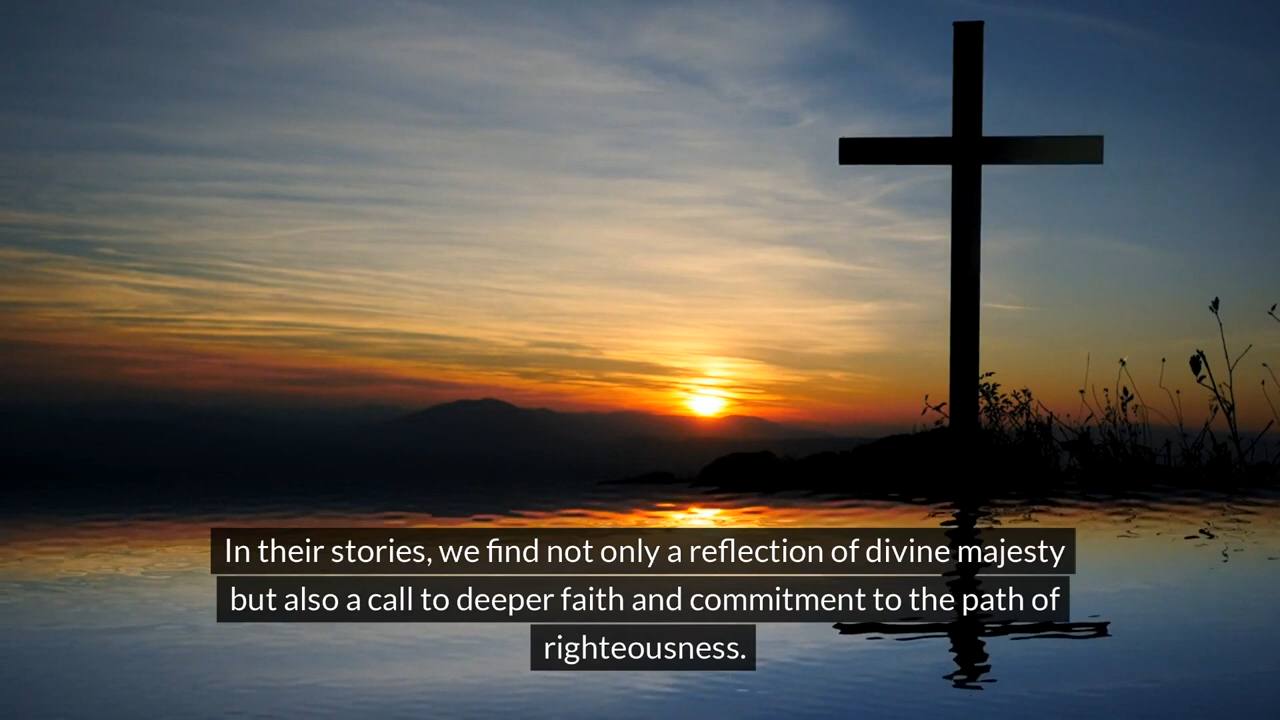 In their stories, we find not only a reflection of divine majesty
but also a call to deeper faith and commitment to the path of
righteousness.